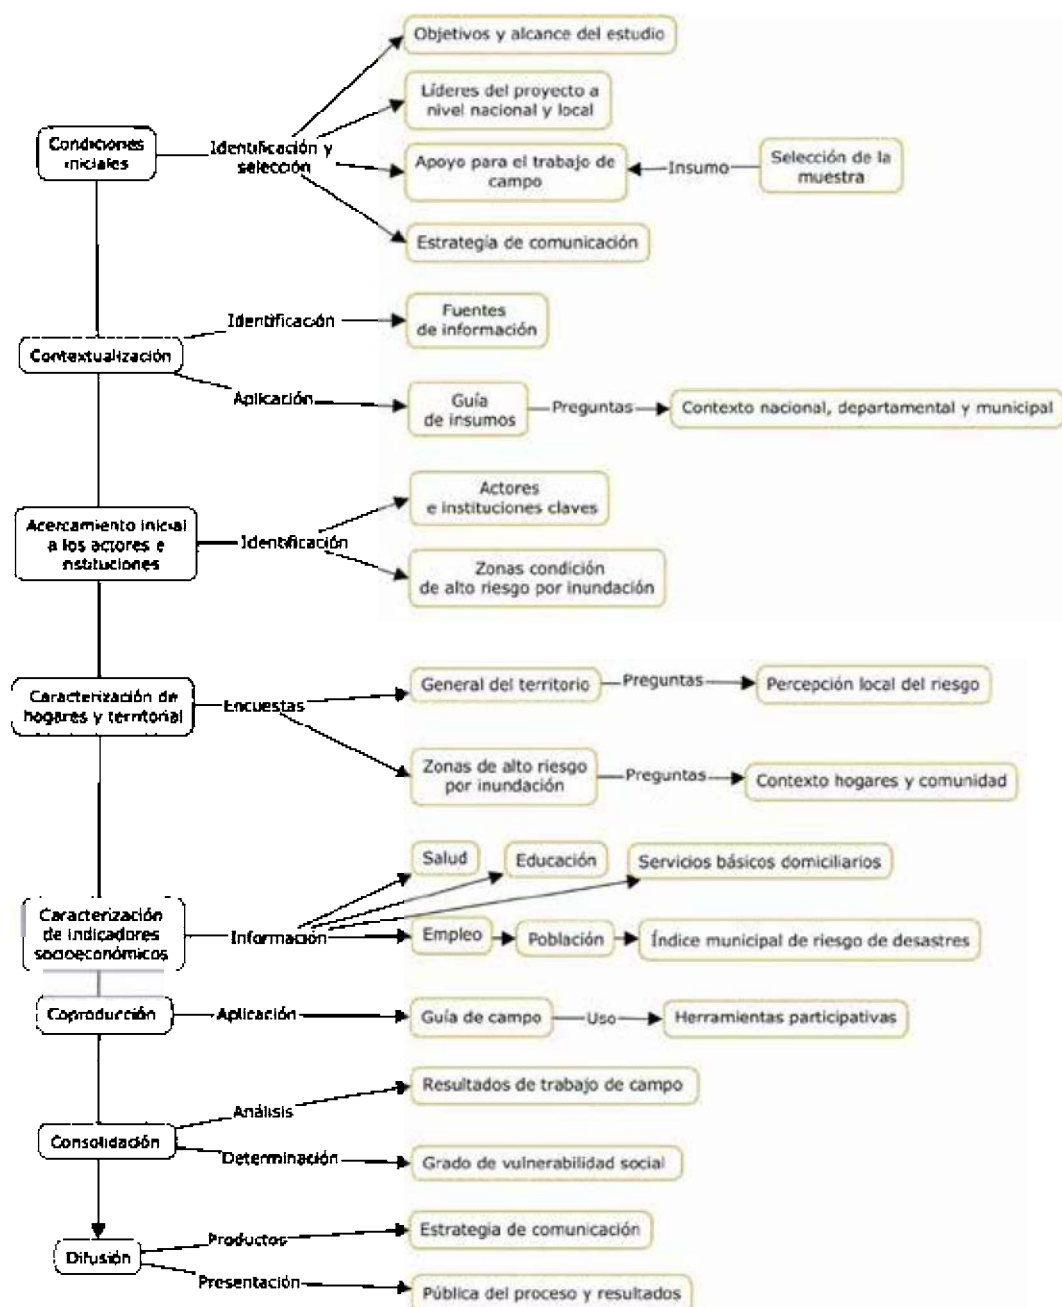 Objetivos y alcance del estudio
Líderes del proyecto a
nivel nacional y local
Condiciones
iniciales
Identificación y
selección
Apoyo para el trabajo de
campo
Insumo
Selección de la
muestra
Estrategia de comunicación
Identificación
Fuentes
de información
Contextualización
Aplicación
Guía
de insumos
Preguntas
Contexto nacional, departamental y municipal
Actores
e instituciones claves
Acercamiento inicial
a los actores e
instituciones
Identificación
Zonas condición
de alto riesgo por inundación
Caracterización de
hogares y territorial
Encuestas
General del territorio
Preguntas
Percepción local del riesgo
Zonas de alto riesgo
por inundación
Preguntas
Contexto hogares y comunidad
Salud
Educación
Servicios básicos domiciliarios
Caracterización
de indicadores
socioeconómicos
Información
Empleo
Población
Índice municipal de riesgo de desastres
Coproducción
Aplicación
Guía de campo
Uso
Herramientas participativas
Resultados de trabajo de campo
Análisis
Consolidación
Determinación
Grado de vulnerabilidad social
Estrategia de comunicación
Productos
Difusión
Presentación
Pública del proceso y resultados